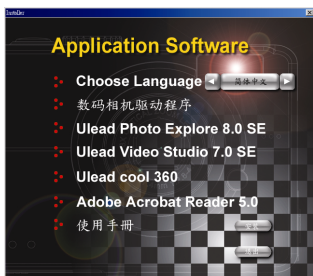 Installer
Application Software
Choose Language 简体中文
数码相机驱动程序
Ulead Photo Explore 8.0 SE
Ulead Video Studio 7.0 SE
Ulead cool 360
Adobe Acrobat Reader 5.0
使用手冊